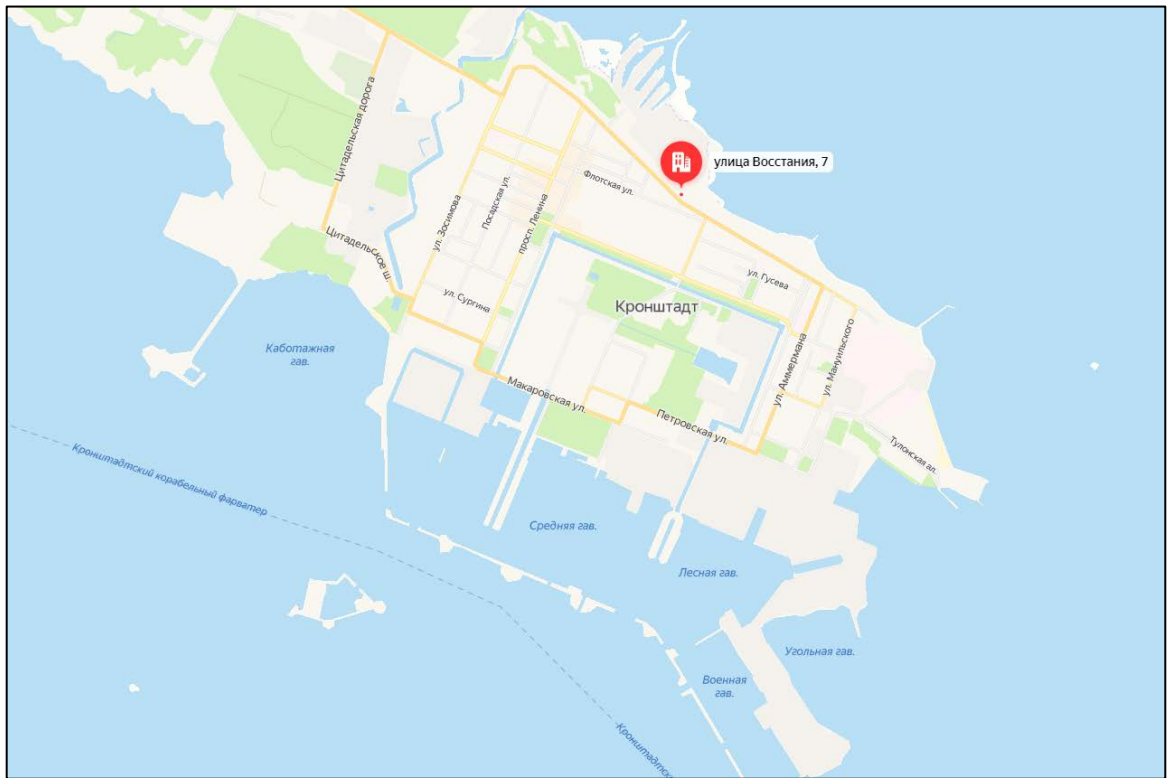 Цитадельская дорога
улица Восстания, 7
Флотская ул.
Посадская ул.
ул. Зосимова
просп. Ленина
Цитадельское ш.
ул. Гусева
ул. Сургина
Кронштадт
ул. Мануильского
ул. Аммермана
Каботажная
гав.
Макаровская ул.
Петровская ул.
Тулонская ал.
Кронштадтский корабельный фарватер
Средняя гав.
Лесная гав.
Угольная гав.
Военная
гав.